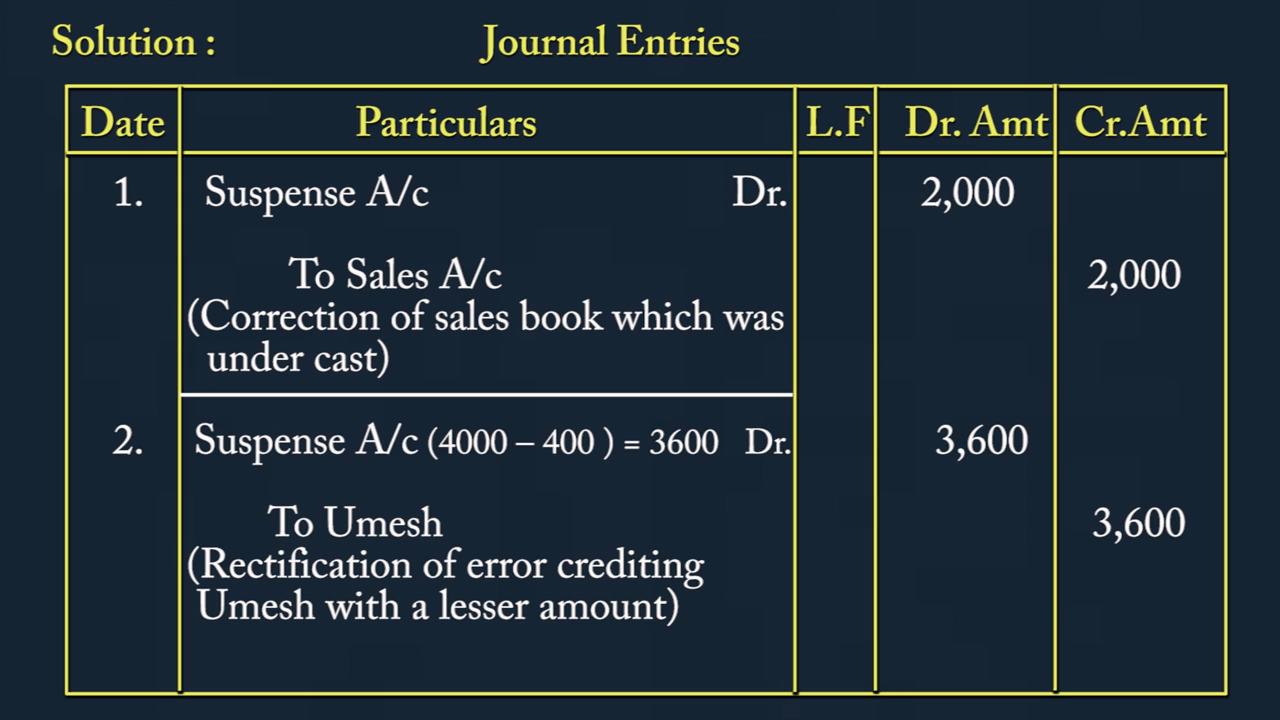 Solution : Journal Entries
Date Particulars L.F Dr. Amt Cr.Amt
1. Suspense A/c Dr. 2,000
To Sales A/c 2,000
(Correction of sales book which was
under cast)
2. Suspense A/c (4000 – 400 ) = 3600 Dr. 3,600
To Umesh 3,600
(Rectification of error crediting
Umesh with a lesser amount)